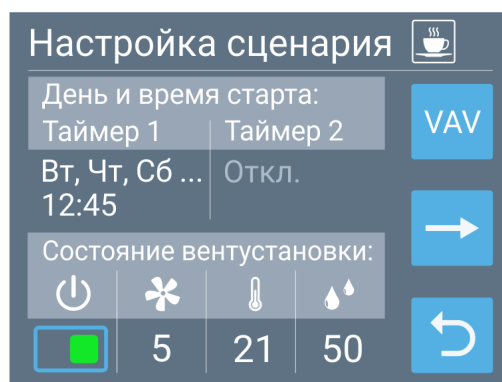 Настройка сценария
День и время старта:
Таймер 1 Таймер 2
VAV
Вт, Чт, Сб ... Откл.
12:45
Состояние вентустановки:
5 21 50